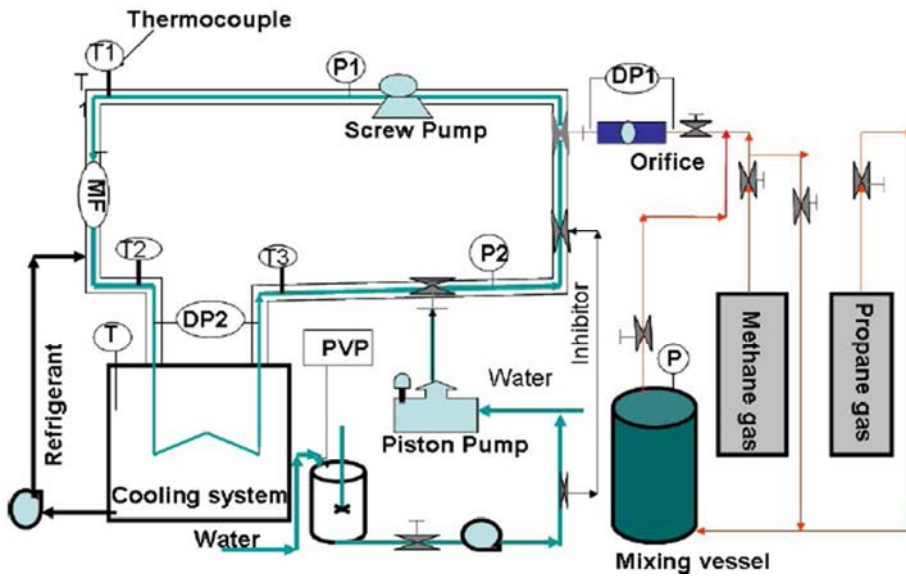 Thermocouple
T1
T
1
P1
Screw Pump
DP1
Orifice
MF
T2
T3
P2
DP2
T
PVP
Inhibitor
Water
Piston Pump
Refrigerant
Cooling system
Water
P
Methane gas
Propane gas
Mixing vessel